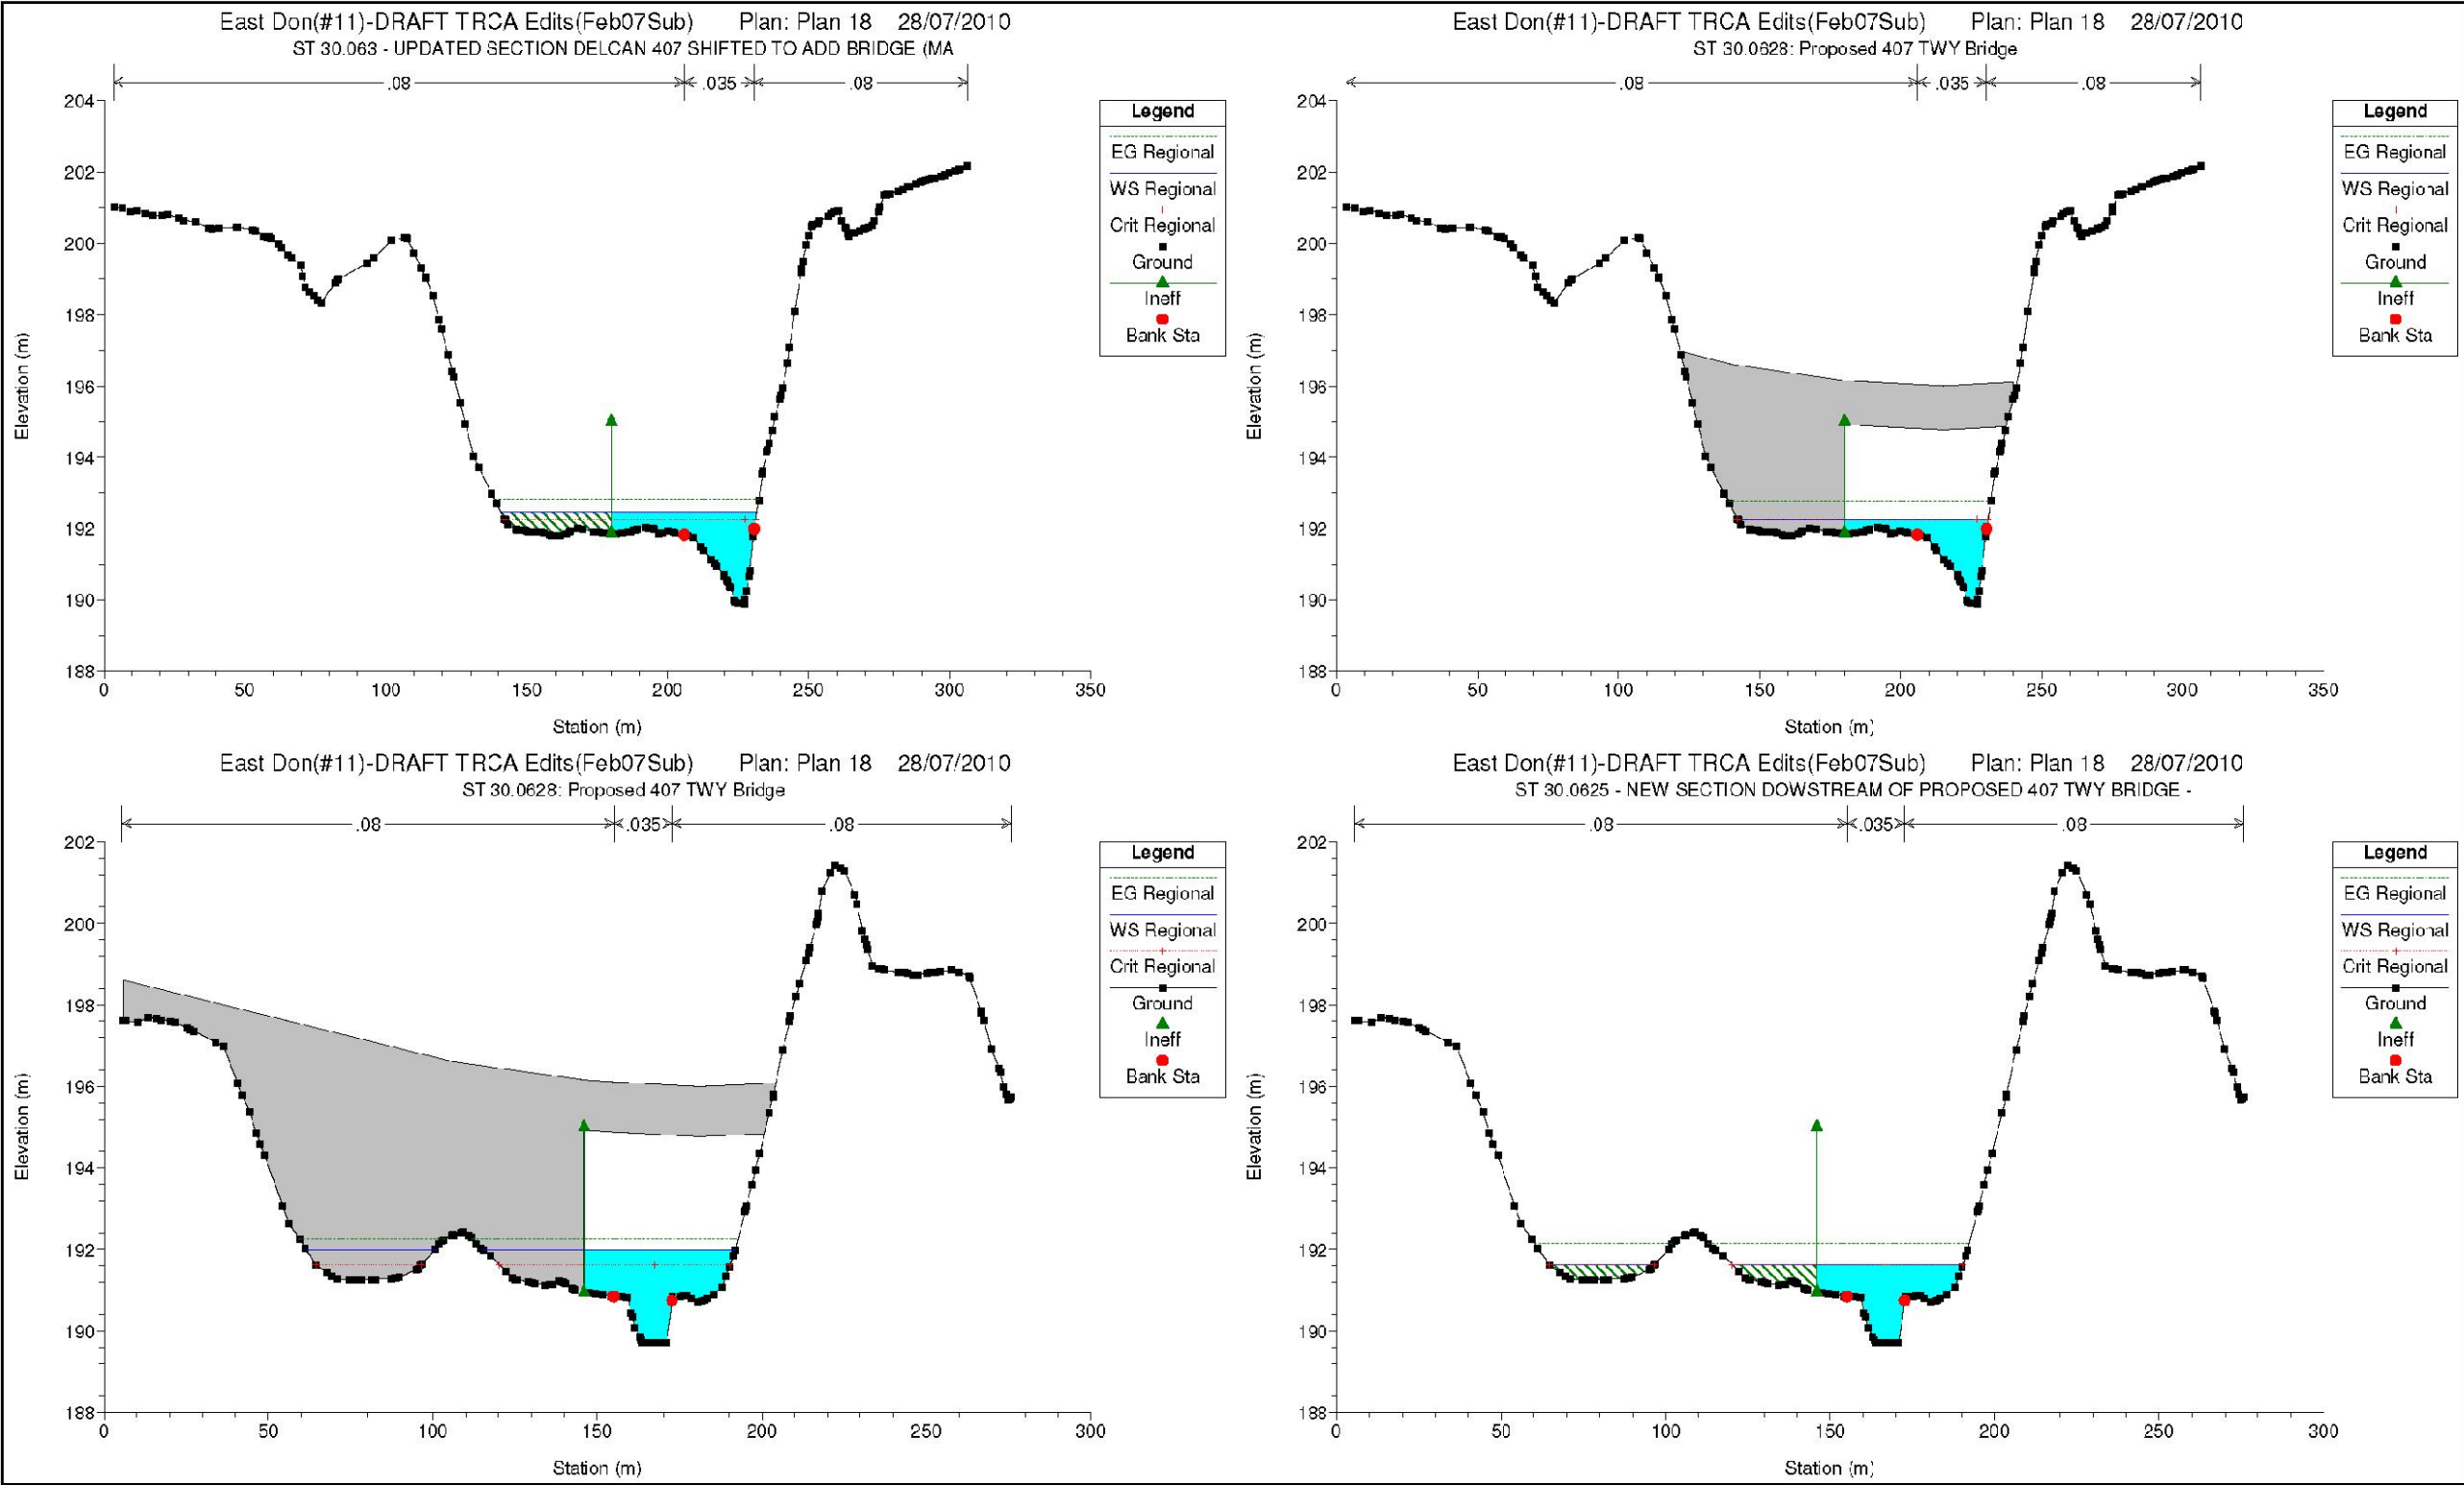 East Don(#11)-DRAFT TRCA Edits(Feb07Sub) Plan: Plan 18 28/07/2010
ST 30.063 - UPDATED SECTION DELCAN 407 SHIFTED TO ADD BRIDGE (MA
.08 .035 .08
204
202
200
198
196
194
192
190
188
Elevation (m)
0 50 100 150 200 250 300 350
Station (m)
Legend
EG Regional
WS Regional
Crit Regional
Ground
Ineff
Bank Sta
East Don(#11)-DRAFT TRCA Edits(Feb07Sub) Plan: Plan 18 28/07/2010
ST 30.0628: Proposed 407 TWY Bridge
.08 .035 .08
204
202
200
198
196
194
192
190
188
Elevation (m)
0 50 100 150 200 250 300 350
Station (m)
Legend
EG Regional
WS Regional
Crit Regional
Ground
Ineff
Bank Sta
East Don(#11)-DRAFT TRCA Edits(Feb07Sub) Plan: Plan 18 28/07/2010
ST 30.0628: Proposed 407 TWY Bridge
.08 .035 .08
202
200
198
196
194
192
190
188
Elevation (m)
0 50 100 150 200 250 300
Station (m)
Legend
EG Regional
WS Regional
Crit Regional
Ground
Ineff
Bank Sta
East Don(#11)-DRAFT TRCA Edits(Feb07Sub) Plan: Plan 18 28/07/2010
ST 30.0625 - NEW SECTION DOWSTREAM OF PROPOSED 407 TWY BRIDGE -
.08 .035 .08
202
200
198
196
194
192
190
188
Elevation (m)
0 50 100 150 200 250 300
Station (m)
Legend
EG Regional
WS Regional
Crit Regional
Ground
Ineff
Bank Sta